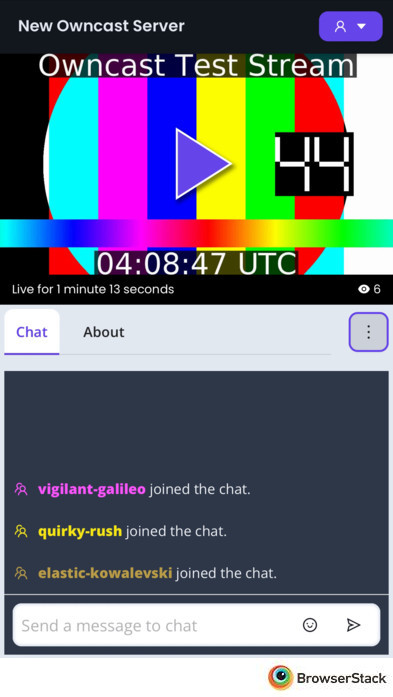 New Owncast Server
Owncast Test Stream
44
04:08:47 UTC
Live for 1 minute 13 seconds
6
Chat
About
vigilant-galileo joined the chat.
quirky-rush joined the chat.
elastic-kowalevski joined the chat.
Send a message to chat
BrowserStack